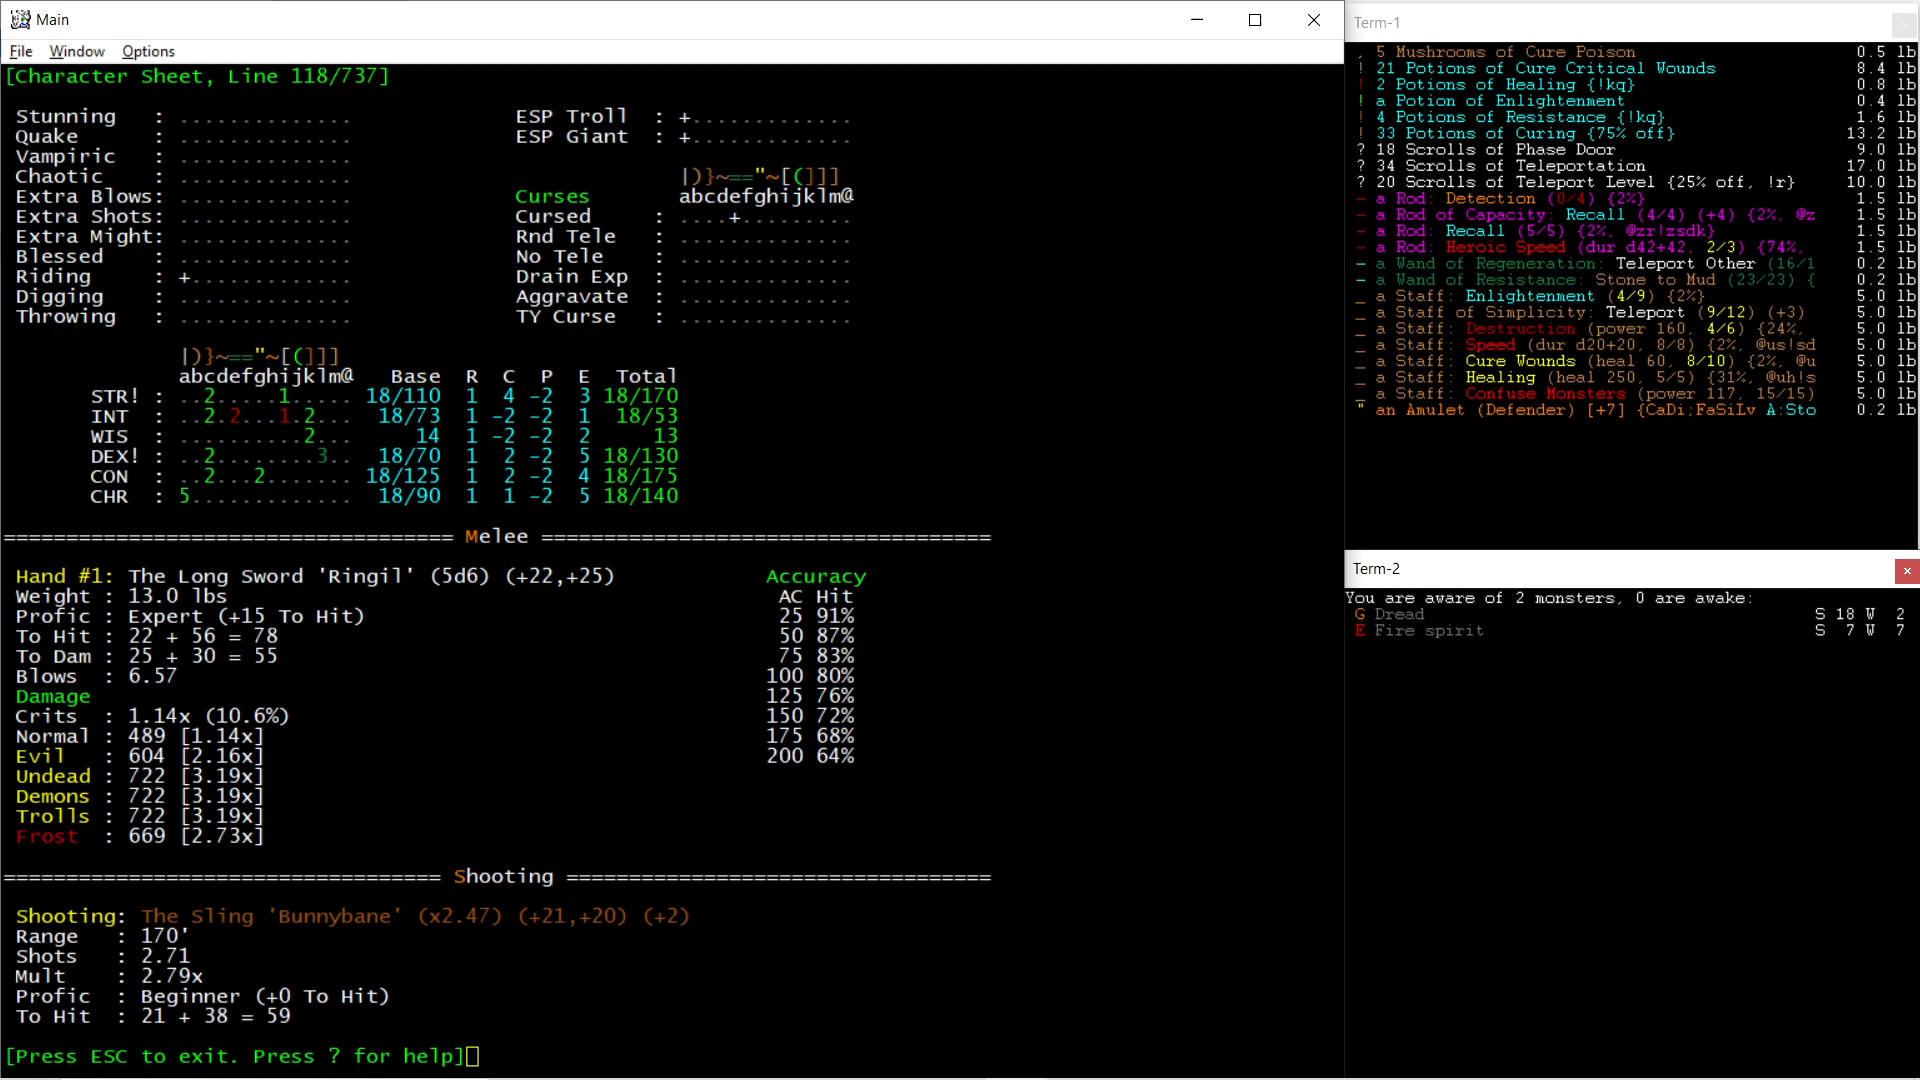 Main
File Window Options
[Character Sheet, Line 118/737]
Stunning : .............. ESP Troll : +.............
Quake : .............. ESP Giant : +.............
Vampiric : ..............
Chaotic : .............. |)}~=="~[(]]]
Extra Blows: .............. Curses abcdefghijklm@
Extra Shots: .............. Cursed : ....+.........
Extra Might: .............. Rnd Tele : ..............
Blessed : .............. No Tele : ..............
Riding : +............. Drain Exp : ..............
Digging : .............. Aggravate : ..............
Throwing : .............. TY Curse : ..............
|)}~=="~[(]]]
abcdefghijklm@ Base R C P E Total
STR! : ..2.....1..... 18/110 1 4 -2 3 18/170
INT : ..2.2...1.2... 18/73 1 -2 -2 1 18/53
WIS : ..........2... 14 1 -2 -2 2 13
DEX! : ..2........3.. 18/70 1 2 -2 5 18/130
CON : ..2...2....... 18/125 1 2 -2 4 18/175
CHR : 5............. 18/90 1 1 -2 5 18/140
==================================== Melee ====================================
Hand #1: The Long Sword 'Ringil' (5d6) (+22,+25) Accuracy
Weight : 13.0 lbs AC Hit
Profic : Expert (+15 To Hit) 25 91%
To Hit : 22 + 56 = 78 50 87%
To Dam : 25 + 30 = 55 75 83%
Blows : 6.57 100 80%
Damage 125 76%
Crits : 1.14x (10.6%) 150 72%
Normal : 489 [1.14x] 175 68%
Evil : 604 [2.16x] 200 64%
Undead : 722 [3.19x]
Demons : 722 [3.19x]
Trolls : 722 [3.19x]
Frost : 669 [2.73x]
=================================== Shooting ==================================
Shooting: The Sling 'Bunnybane' (x2.47) (+21,+20) (+2)
Range : 170'
Shots : 2.71
Mult : 2.79x
Profic : Beginner (+0 To Hit)
To Hit : 21 + 38 = 59
[Press ESC to exit. Press ? for help]
Term-1
, 5 Mushrooms of Cure Poison 0.5 lb
! 21 Potions of Cure Critical Wounds 8.4 lb
! 2 Potions of Healing {!kq} 0.8 lb
! a Potion of Enlightenment 0.4 lb
! 4 Potions of Resistance {!kq} 1.6 lb
! 33 Potions of Curing {75% off} 13.2 lb
? 18 Scrolls of Phase Door 9.0 lb
? 34 Scrolls of Teleportation 17.0 lb
? 20 Scrolls of Teleport Level {25% off, !r} 10.0 lb
- a Rod: Detection (0/4) {2%} 1.5 lb
- a Rod of Capacity: Recall (4/4) (+4) {2%, @z 1.5 lb
- a Rod: Recall (5/5) {2%, @zr!zsdk} 1.5 lb
- a Rod: Heroic Speed (dur d42+42, 2/3) {74%, 1.5 lb
- a Wand of Regeneration: Teleport Other (16/1 0.2 lb
- a Wand of Resistance: Stone to Mud (23/23) { 0.2 lb
_ a Staff: Enlightenment (4/9) {2%} 5.0 lb
_ a Staff of Simplicity: Teleport (9/12) (+3) 5.0 lb
_ a Staff: Destruction (power 160, 4/6) {24%, 5.0 lb
_ a Staff: Speed (dur d20+20, 8/8) {2%, @us!sd 5.0 lb
_ a Staff: Cure Wounds (heal 60, 8/10) {2%, @u 5.0 lb
_ a Staff: Healing (heal 250, 5/5) {31%, @uh!s 5.0 lb
_ a Staff: Confuse Monsters (power 117, 15/15) 5.0 lb
" an Amulet (Defender) [+7] {CaDi;FaSiLv A:Sto 0.2 lb
Term-2
You are aware of 2 monsters, 0 are awake:
G Dread S 18 W 2
E Fire spirit S 7 W 7